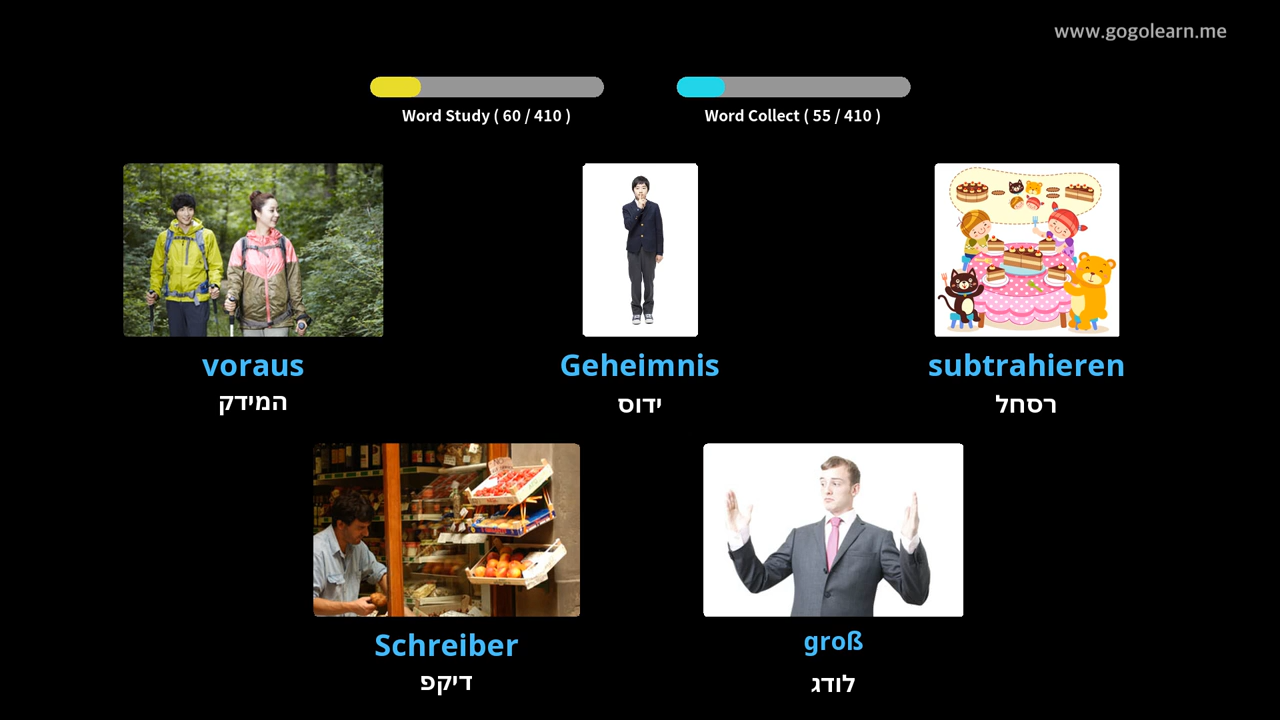 www.gogolearn.me
Word Study ( 60 / 410 )
Word Collect ( 55 / 410 )
voraus
המידק
Geheimnis
ידוס
subtrahieren
רסחל
Schreiber
דיקפ
groß
לודג